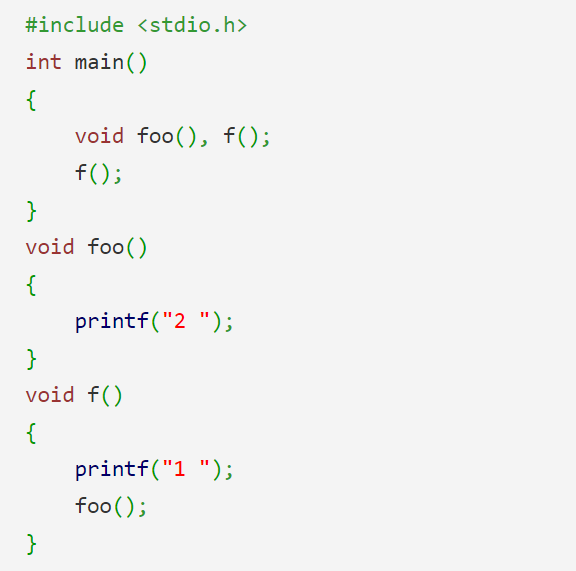 #include <stdio.h>
int main()
{
    void foo(), f();
    f();
}
void foo()
{
    printf("2 ");
}
void f()
{
    printf("1 ");
    foo();
}